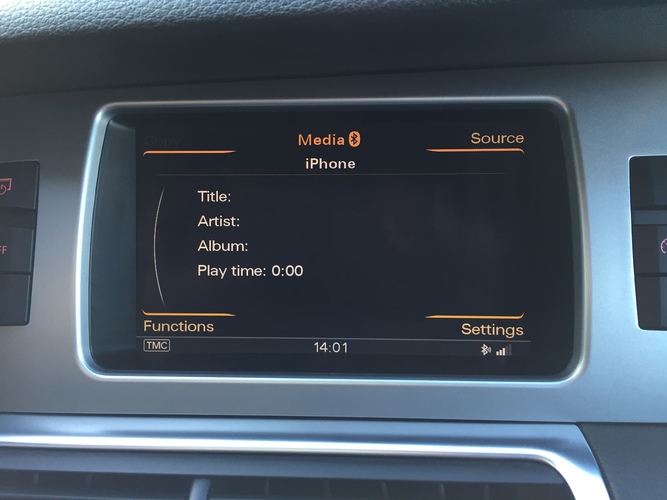 Media
Source
iPhone
Title:
Artist:
Album:
Play time: 0:00
Functions
Settings
TMC
14:01